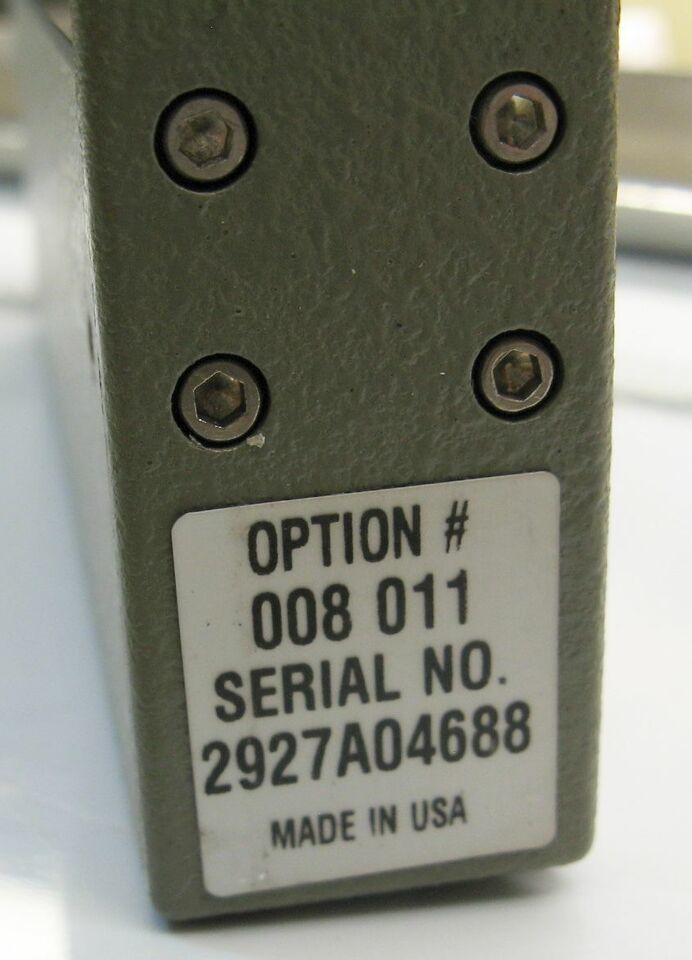 OPTION #
008 011
SERIAL NO.
2927A04688
MADE IN USA